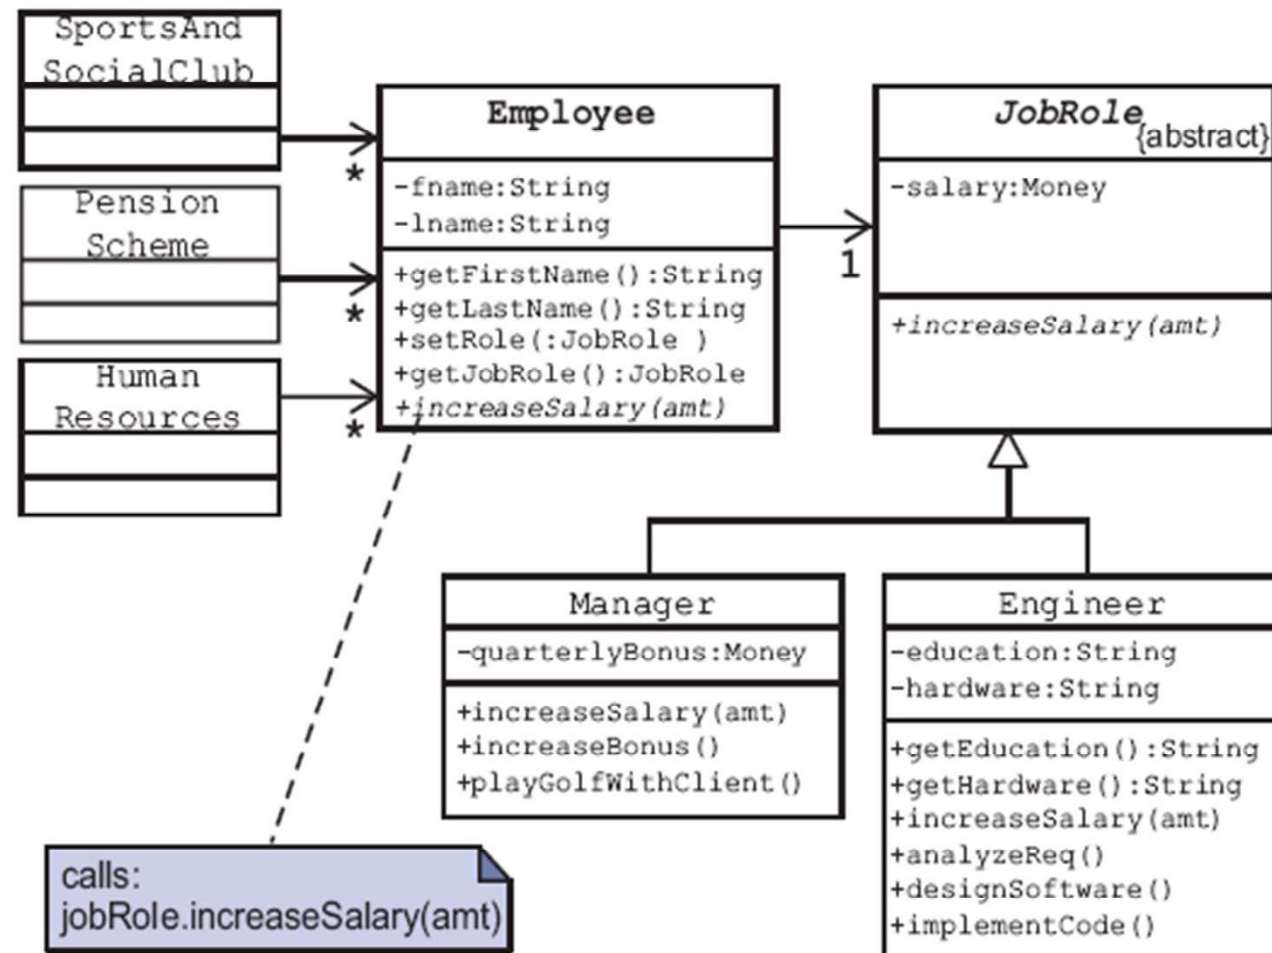 SportsAnd
SocialClub
*
Pension
Scheme
*
Human
Resources
*
Employee
-fname:String
-lname:String
+getFirstName():String
+getLastName():String
+setRole(:JobRole )
+getJobRole():JobRole
+increaseSalary(amt)
1
JobRole
{abstract}
-salary:Money
+increaseSalary(amt)
Manager
-quarterlyBonus:Money
+increaseSalary(amt)
+increaseBonus()
+playGolfWithClient()
Engineer
-education:String
-hardware:String
+getEducation():String
+getHardware():String
+increaseSalary(amt)
+analyzeReq()
+designSoftware()
+implementCode()
calls:
jobRole.increaseSalary(amt)